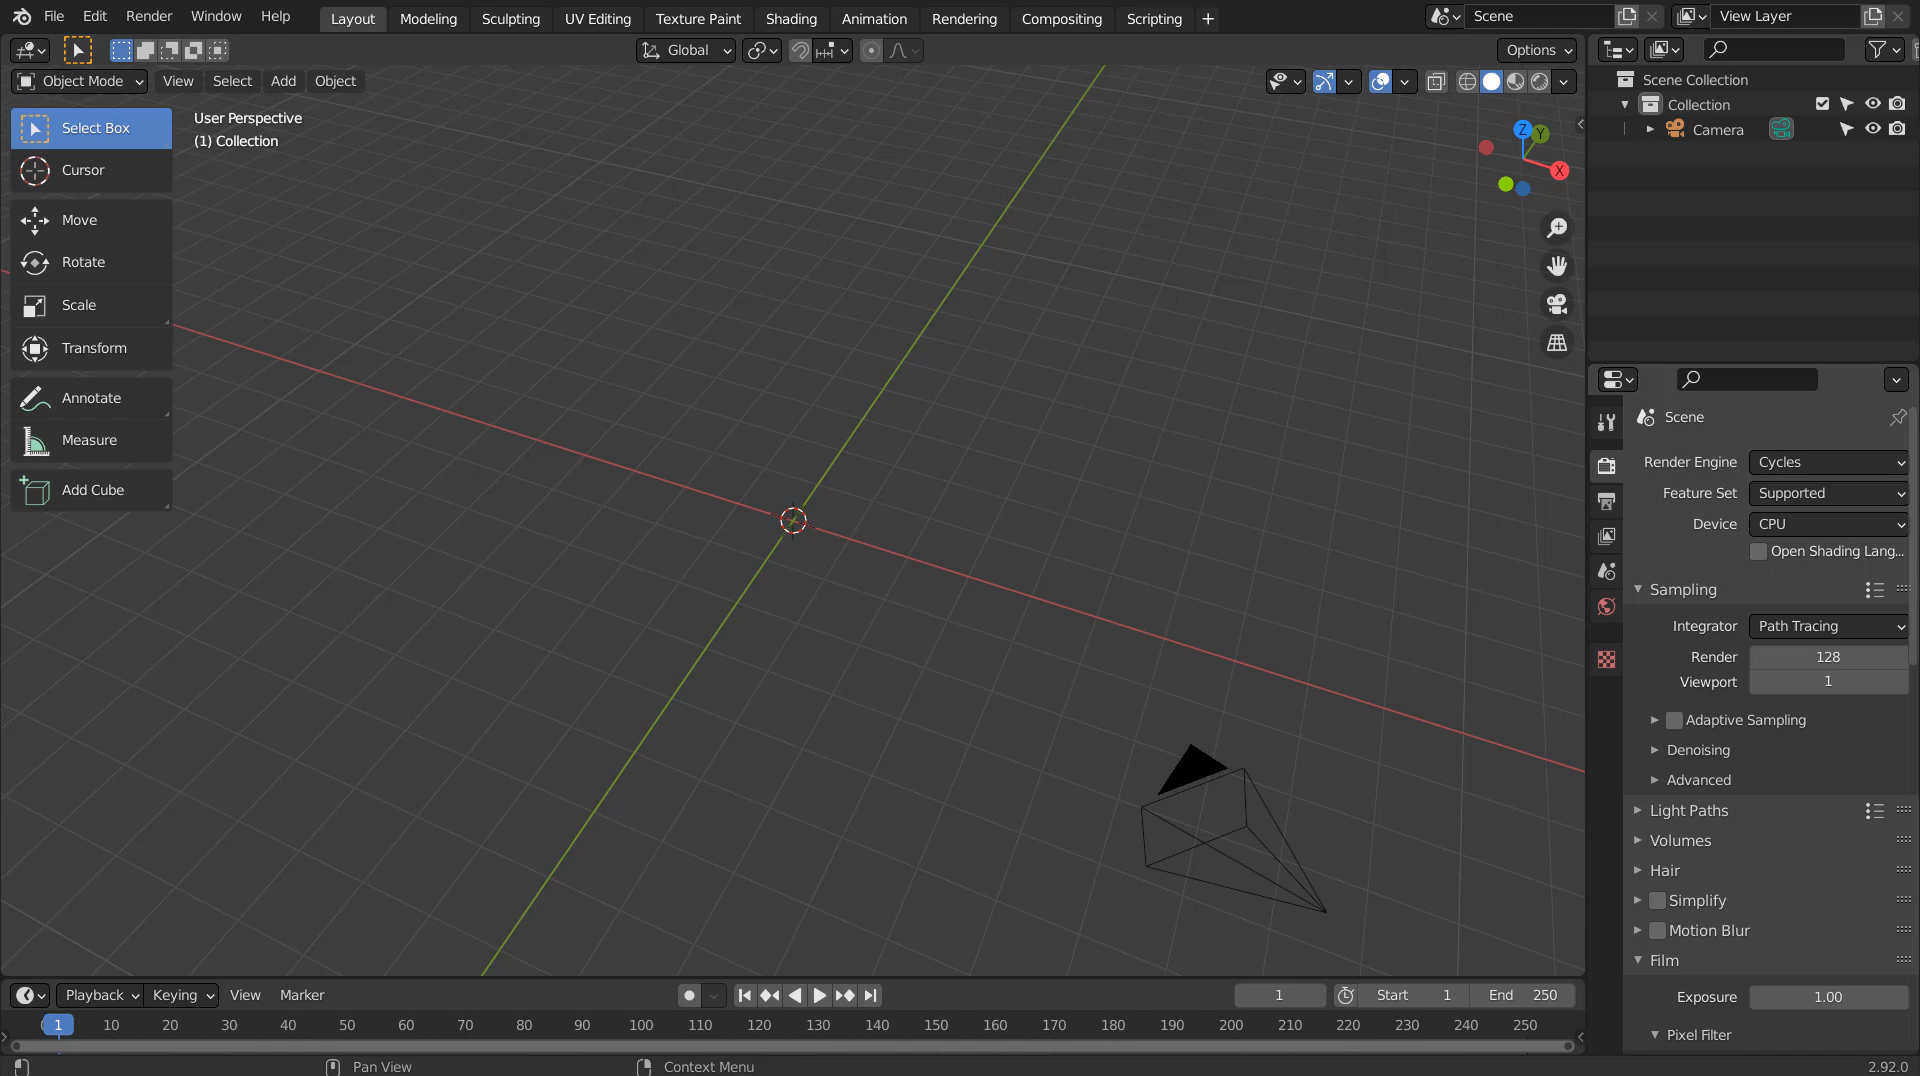 File Edit Render Window Help Layout Modeling Sculpting UV Editing Texture Paint Shading Animation Rendering Compositing Scripting + Scene View Layer
Global Options
Object Mode View Select Add Object
Select Box
Cursor
Move
Rotate
Scale
Transform
Annotate
Measure
Add Cube
User Perspective
(1) Collection
Z
Y
X
Scene Collection
Collection
Camera
Scene
Render Engine Cycles
Feature Set Supported
Device CPU
Open Shading Lang...
Sampling
Integrator Path Tracing
Render 128
Viewport 1
Adaptive Sampling
Denoising
Advanced
Light Paths
Volumes
Hair
Simplify
Motion Blur
Film
Exposure 1.00
Pixel Filter
Playback Keying View Marker 1 Start 1 End 250
1 10 20 30 40 50 60 70 80 90 100 110 120 130 140 150 160 170 180 190 200 210 220 230 240 250
Pan View Context Menu 2.92.0